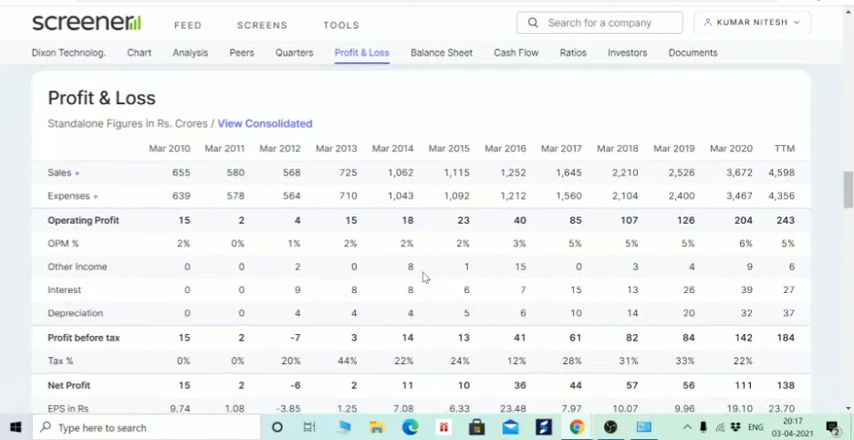 screener
FEED SCREENS TOOLS
Search for a company
KUMAR NITESH
Dixon Technolog. Chart Analysis Peers Quarters Profit & Loss Balance Sheet Cash Flow Ratios Investors Documents
Profit & Loss
Standalone Figures in Rs. Crores / View Consolidated
Mar 2010 Mar 2011 Mar 2012 Mar 2013 Mar 2014 Mar 2015 Mar 2016 Mar 2017 Mar 2018 Mar 2019 Mar 2020 TTM
Sales + 655 580 568 725 1,062 1,115 1,252 1,645 2,210 2,526 3,672 4,598
Expenses + 639 578 564 710 1,043 1,092 1,212 1,560 2,104 2,400 3,467 4,356
Operating Profit 15 2 4 15 18 23 40 85 107 126 204 243
OPM % 2% 0% 1% 2% 2% 2% 3% 5% 5% 5% 6% 5%
Other Income 0 0 2 0 8 1 15 0 3 4 9 6
Interest 0 0 9 8 8 6 7 15 13 26 39 27
Depreciation 0 0 4 4 4 5 6 10 14 20 32 37
Profit before tax 15 2 -7 3 14 13 41 61 82 84 142 184
Tax % 0% 0% 20% 44% 22% 24% 12% 28% 31% 33% 22%
Net Profit 15 2 -6 2 11 10 36 44 57 56 111 138
EPS in Rs 9.74 1.08 -3.85 1.25 7.08 6.33 23.48 7.97 10.07 9.96 19.10 23.70
Type here to search
ENG
20:17
03-04-2021
2